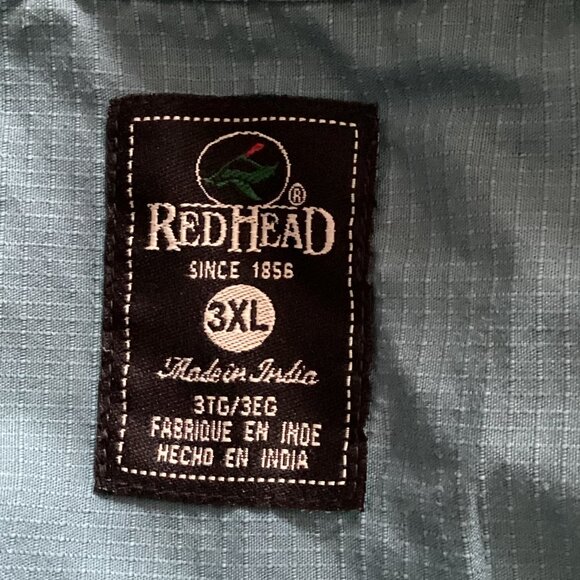 ®
REDHEAD
SINCE 1856
3XL
Made in India
3TG/3EG
FABRIQUE EN INDE
HECHO EN INDIA